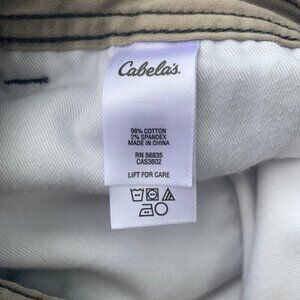 Cabela's.
98% COTTON
2% SPANDEX
MADE IN CHINA
RN 56835
CA53602
LIFT FOR CARE